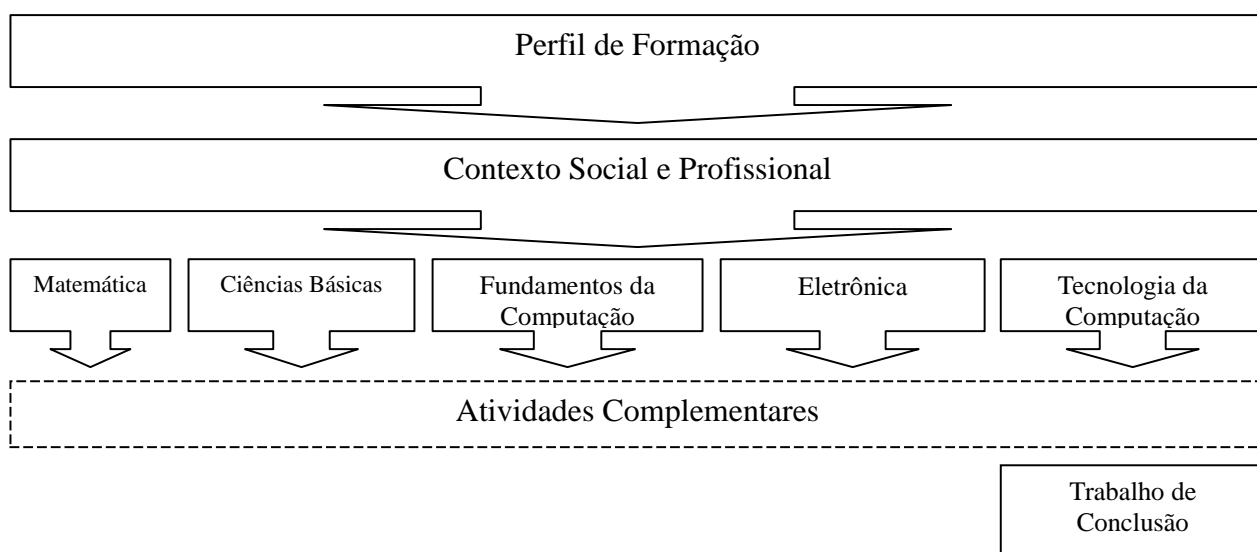 Perfil de Formação
Contexto Social e Profissional
Matemática
Ciências Básicas
Fundamentos da
Computação
Eletrônica
Tecnologia da
Computação
Atividades Complementares
Trabalho de
Conclusão